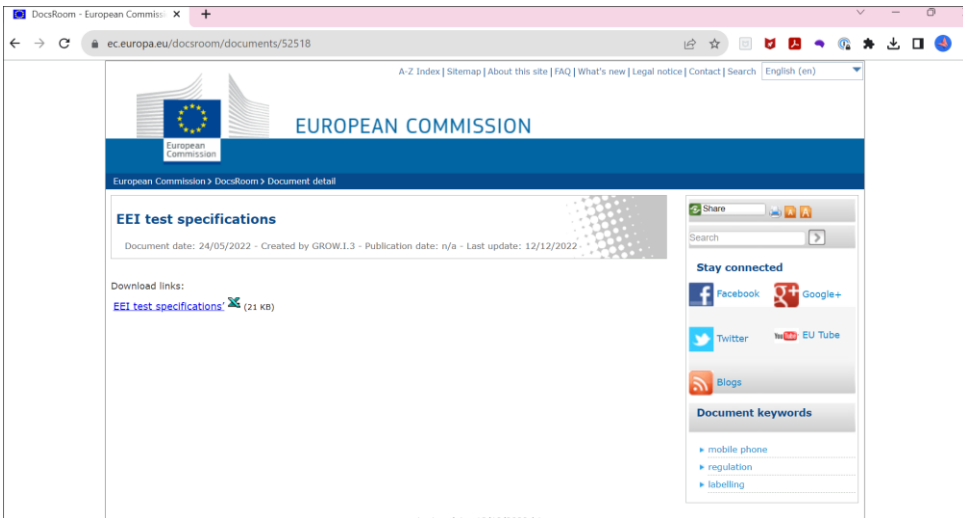 DocsRoom - European Commissi
ec.europa.eu/docsroom/documents/52518
A-Z Index | Sitemap | About this site | FAQ | What's new | Legal notice | Contact | Search English (en)
European
Commission
EUROPEAN COMMISSION
European Commission > DocsRoom > Document detail
EEI test specifications
Document date: 24/05/2022 - Created by GROW.I.3 - Publication date: n/a - Last update: 12/12/2022
Download links:
EEI test specifications' (21 KB)
Share
Search
Stay connected
Facebook
Google+
Twitter
You Tube EU Tube
Blogs
Document keywords
mobile phone
regulation
labelling